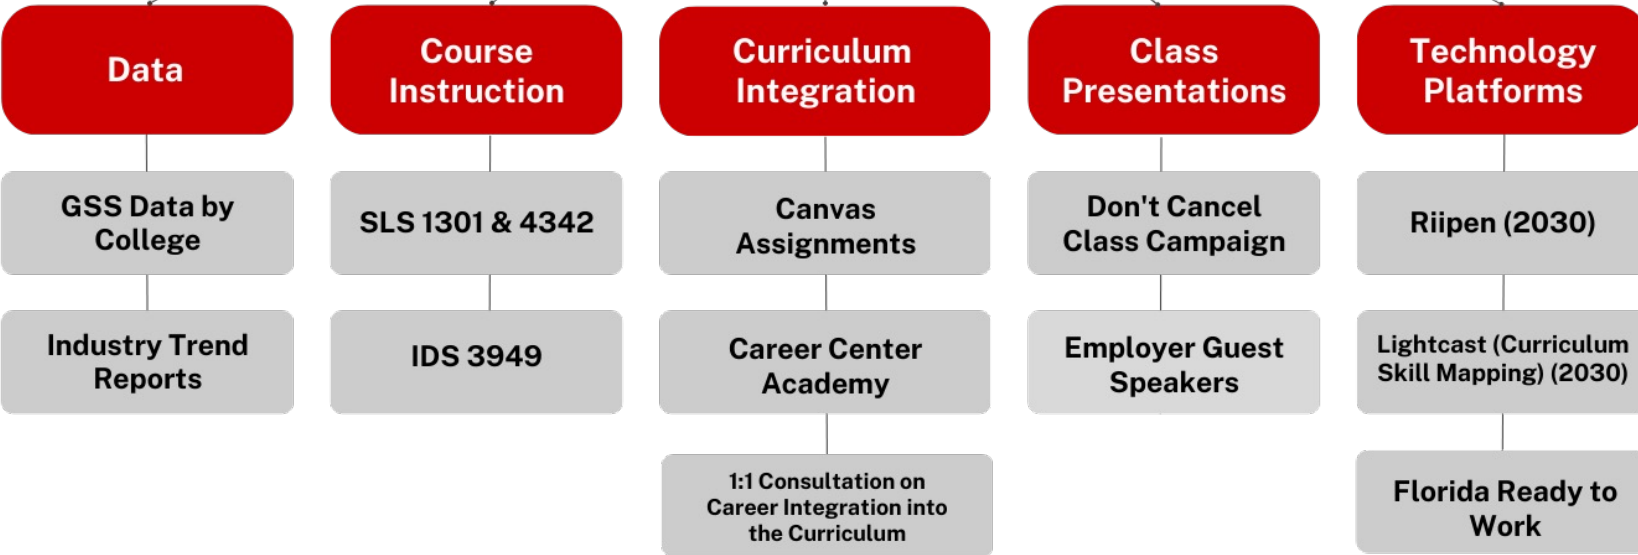 Data
GSS Data by
College
Industry Trend
Reports
Course
Instruction
SLS 1301 & 4342
IDS 3949
Curriculum
Integration
Canvas
Assignments
Career Center
Academy
1:1 Consultation on
Career Integration into
the Curriculum
Class
Presentations
Don't Cancel
Class Campaign
Employer Guest
Speakers
Technology
Platforms
Riipen (2030)
Lightcast (Curriculum
Skill Mapping) (2030)
Florida Ready to
Work